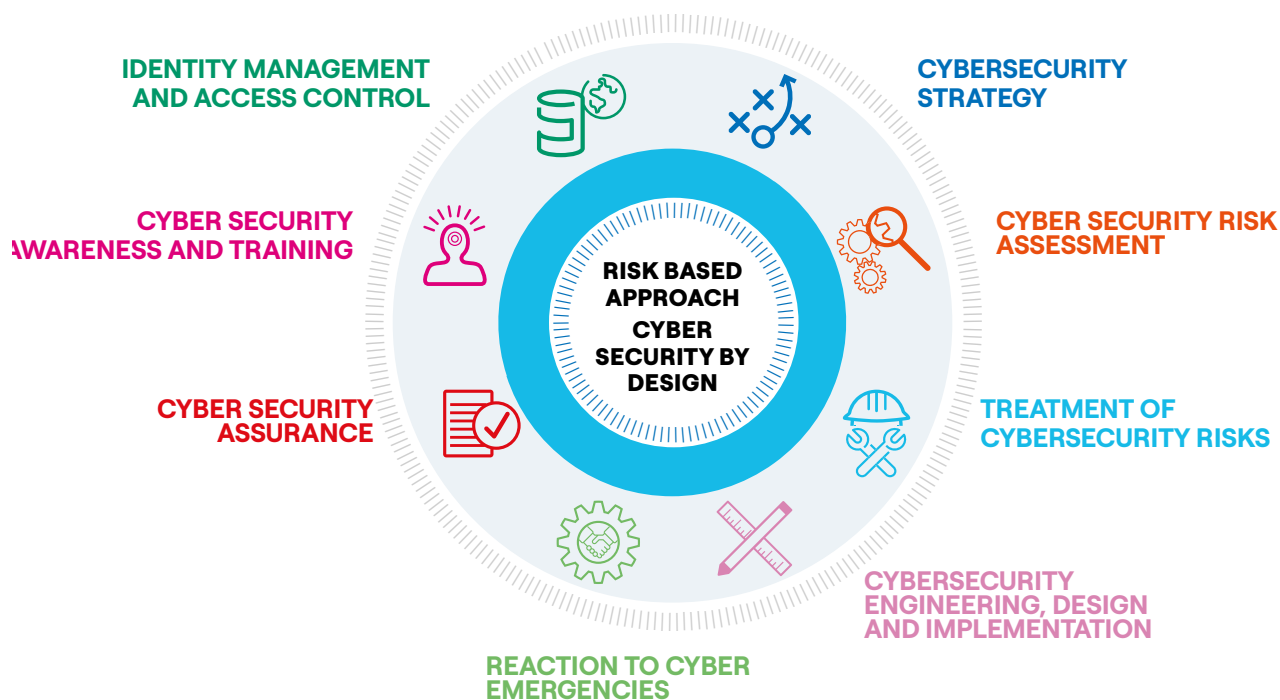 IDENTITY MANAGEMENT
AND ACCESS CONTROL
CYBERSECURITY
STRATEGY
CYBER SECURITY
AWARENESS AND TRAINING
CYBER SECURITY RISK
ASSESSMENT
RISK BASED
APPROACH
CYBER
SECURITY BY
DESIGN
CYBER SECURITY
ASSURANCE
TREATMENT OF
CYBERSECURITY RISKS
CYBERSECURITY
ENGINEERING, DESIGN
AND IMPLEMENTATION
REACTION TO CYBER
EMERGENCIES